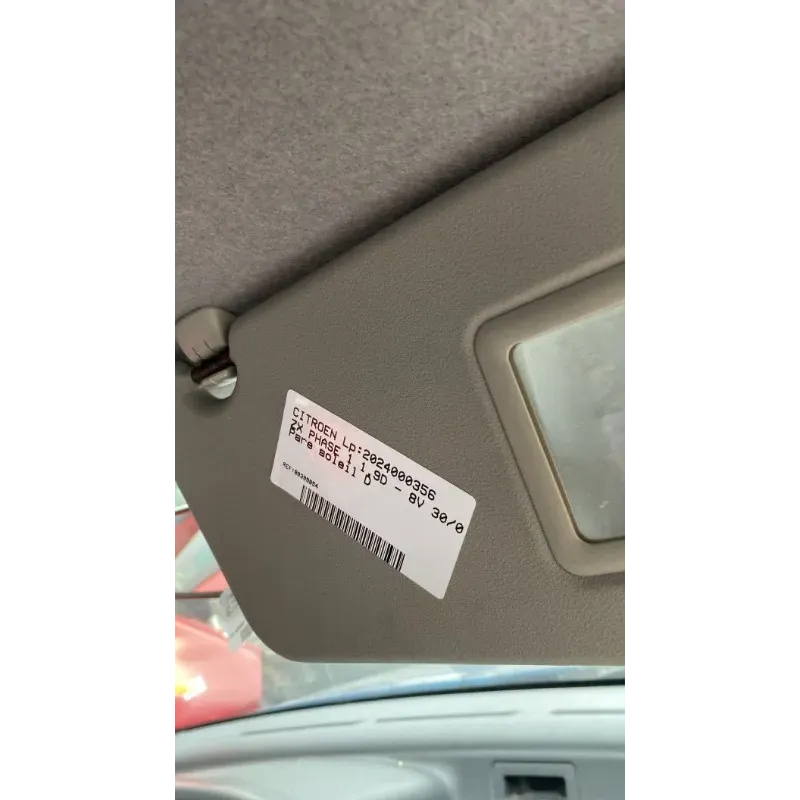 CITROEN Lp:2024000356
ZX PHASE 1 1.9D - 8V 30/0
Pare soleil D